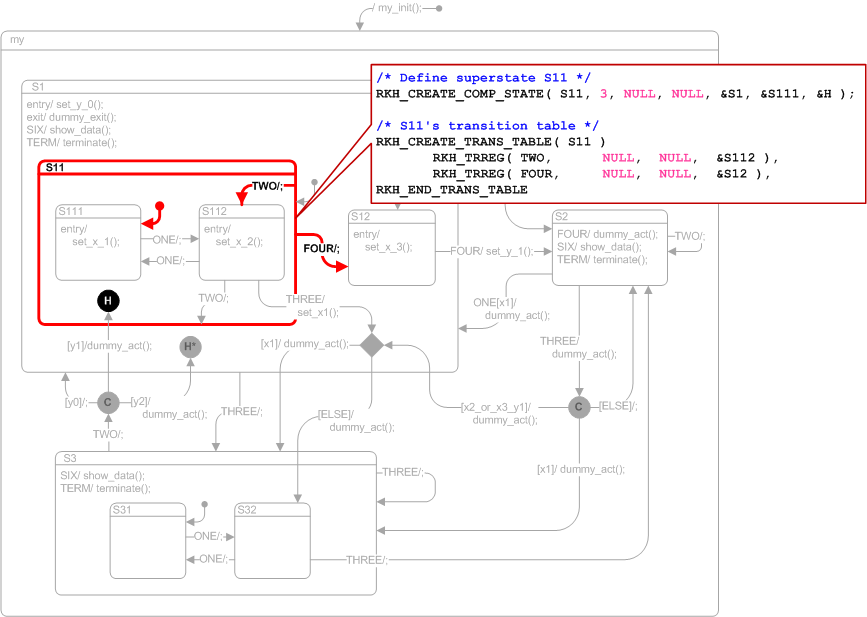 / my_init();
my
/* Define superstate S11 */
RKH_CREATE_COMP_STATE( S11, 3, NULL, NULL, &S1, &S111, &H );
/* S11's transition table */
RKH_CREATE_TRANS_TABLE( S11 )
RKH_TRREG( TWO, NULL, NULL, &S112 ),
RKH_TRREG( FOUR, NULL, NULL, &S12 ),
RKH_END_TRANS_TABLE
S1
entry/ set_y_0();
exit/ dummy_exit();
SIX/ show_data();
TERM/ terminate();
S11
TWO/;
S111
entry/
set_x_1();
ONE/;
ONE/;
S112
entry/
set_x_2();
FOUR/;
S12
entry/
set_x_3();
FOUR/ set_y_1();
S2
FOUR/ dummy_act();
SIX/ show_data();
TERM/ terminate();
TWO/;
H
TWO/;
THREE/
set_x1();
ONE[x1]/
dummy_act();
[y1]/dummy_act();
H*
[x1]/ dummy_act();
THREE/
dummy_act();
[y0]/;
C
[y2]/
dummy_act();
THREE/;
[ELSE]/
dummy_act();
[x2_or_x3_y1]/
dummy_act();
C
[ELSE]/;
TWO/;
S3
SIX/ show_data();
TERM/ terminate();
THREE/;
[x1]/ dummy_act();
S31
S32
ONE/;
ONE/;
THREE/;